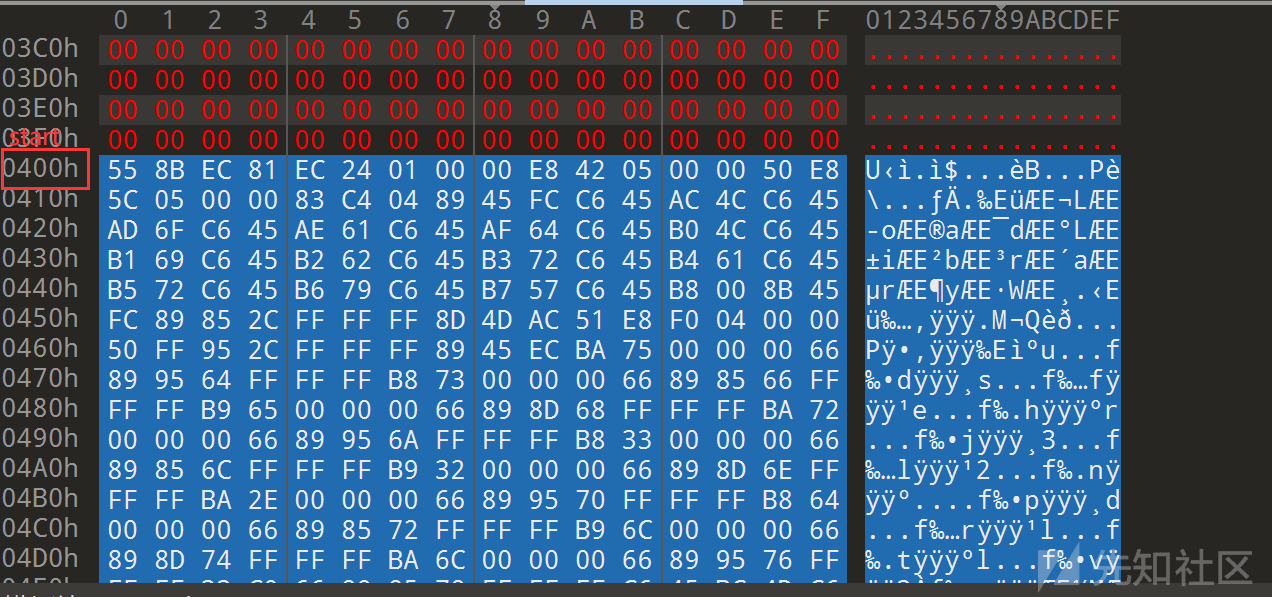 0 1 2 3 4 5 6 7 8 9 A B C D E F 0123456789ABCDEF
03C0h 00 00 00 00 00 00 00 00 00 00 00 00 00 00 00 00 ................
03D0h 00 00 00 00 00 00 00 00 00 00 00 00 00 00 00 00 ................
03E0h 00 00 00 00 00 00 00 00 00 00 00 00 00 00 00 00 ................
03F0h 00 00 00 00 00 00 00 00 00 00 00 00 00 00 00 00 ................
start
0400h 55 8B EC 81 EC 24 01 00 00 E8 42 05 00 00 50 E8 U‹ì.ì$...èB...Pè
0410h 5C 05 00 00 83 C4 04 89 45 FC C6 45 AC 4C C6 45 \...ƒÄ.‰EüÆE¬LÆE
0420h AD 6F C6 45 AE 61 C6 45 AF 64 C6 45 B0 4C C6 45 -oÆE®aÆE¯dÆE°LÆE
0430h B1 69 C6 45 B2 62 C6 45 B3 72 C6 45 B4 61 C6 45 ±iÆE²bÆE³rÆE´aÆE
0440h B5 72 C6 45 B6 79 C6 45 B7 57 C6 45 B8 00 8B 45 µrÆE¶yÆE·WÆE¸.‹E
0450h FC 89 85 2C FF FF FF 8D 4D AC 51 E8 F0 04 00 00 ü‰…,ÿÿÿ.M¬Qèð...
0460h 50 FF 95 2C FF FF FF 89 45 EC BA 75 00 00 00 66 Pÿ•,ÿÿÿ‰Eìºu...f
0470h 89 95 64 FF FF FF B8 73 00 00 00 66 89 85 66 FF ‰•dÿÿÿ¸s...f‰…fÿ
0480h FF FF B9 65 00 00 00 66 89 8D 68 FF FF FF BA 72 ÿÿ¹e...f‰.hÿÿÿºr
0490h 00 00 00 66 89 95 6A FF FF FF B8 33 00 00 00 66 ...f‰•jÿÿÿ¸3...f
04A0h 89 85 6C FF FF FF B9 32 00 00 00 66 89 8D 6E FF ‰…lÿÿÿ¹2...f‰.nÿ
04B0h FF FF BA 2E 00 00 00 66 89 95 70 FF FF FF B8 64 ÿÿº....f‰•pÿÿÿ¸d
04C0h 00 00 00 66 89 85 72 FF FF FF B9 6C 00 00 00 66 ...f‰…rÿÿÿ¹l...f
04D0h 89 8D 74 FF FF FF BA 6C 00 00 00 66 89 95 76 FF ‰.tÿÿÿºl...f‰•vÿ
先知社区